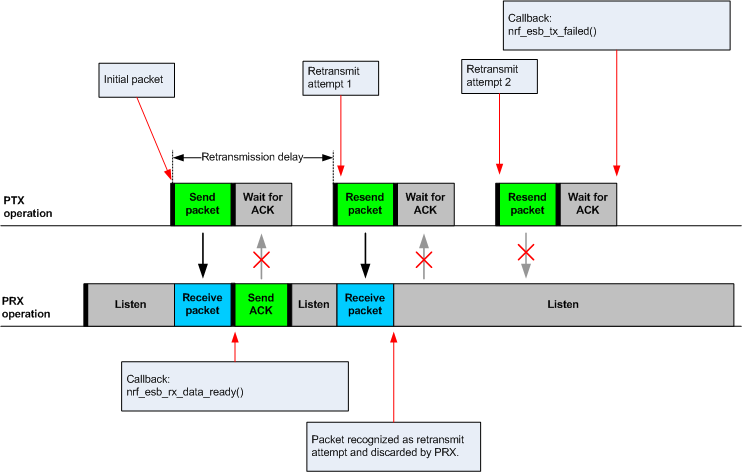 Callback:
nrf_esb_tx_failed()
Initial packet
Retransmit
attempt 1
Retransmit
attempt 2
Retransmission delay
PTX
operation
Send
packet
Wait for
ACK
Resend
packet
Wait for
ACK
Resend
packet
Wait for
ACK
PRX
operation
Listen
Receive
packet
Send
ACK
Listen
Receive
packet
Listen
Callback:
nrf_esb_rx_data_ready()
Packet recognized as retransmit
attempt and discarded by PRX.